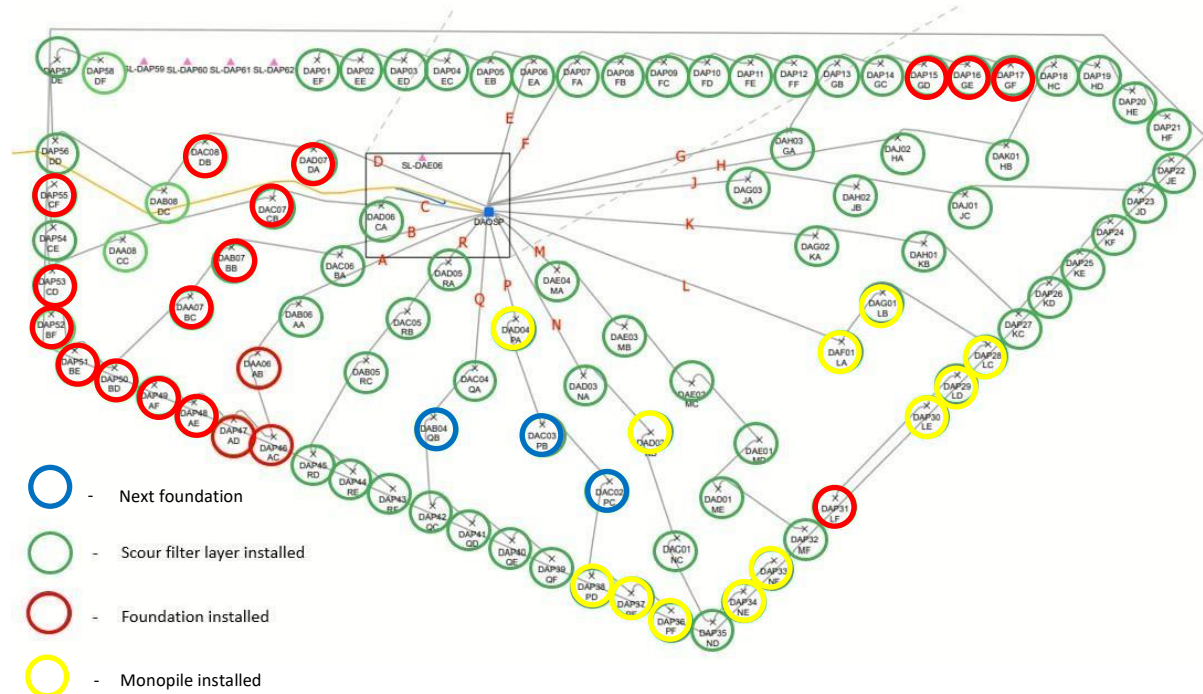 DAP57
DE
DAP58
DF
SL-DAP59
SL-DAP60
SL-DAP61
SL-DAP62
DAP01
EF
DAP02
EE
DAP03
ED
DAP04
EC
DAP05
EB
DAP06
EA
DAP07
FA
DAP08
FB
DAP09
FC
DAP10
FD
DAP11
FE
DAP12
FF
DAP13
GB
DAP14
GC
DAP15
GD
DAP16
GE
DAP17
GF
DAP18
HC
DAP19
HD
DAP20
HE
DAP21
HF
E
F
DAP56
DD
DAC08
DB
DAD07
DA
D
SL-DAE06
G
H
J
DAH03
GA
DAJ02
HA
DAK01
HB
DAP22
JE
DAP55
CF
DAB08
DC
DAC07
CB
C
DAD06
CA
DAOSP
DAG03
JA
DAH02
JB
DAJ01
JC
DAP23
JD
DAP54
CE
DAA08
CC
DAB07
BB
B
A
R
M
K
DAG02
KA
DAH01
KB
DAP24
KF
DAP53
CD
DAC06
BA
DAD05
RA
Q
P
DAE04
MA
L
DAP25
KE
DAP26
KD
DAP52
BF
DAA07
BC
DAB06
AA
DAC05
RB
DAD04
PA
N
DAE03
MB
DAG01
LB
DAP27
KC
DAP51
BE
DAP50
BD
DAA06
AB
DAB05
RC
DAC04
QA
DAD03
NA
MC
DAF01
LA
DAP28
LC
DAP49
AF
DAP48
AE
DAP47
AD
DAP46
AC
DAB04
QB
DAC03
PB
DAE01
DAP29
LD
DAP30
LE
DAP45
RD
DAP44
RE
DAP43
DAC02
PC
DAD01
ME
DAP31
LF
DAP42
QC
DAP41
QD
DAP40
QE
DAP39
QF
DAC01
NC
DAP32
MF
DAP38
PD
DAP37
DAP36
PF
DAP35
ND
DAP34
NE
DAP33
- Next foundation
- Scour filter layer installed
- Foundation installed
- Monopile installed